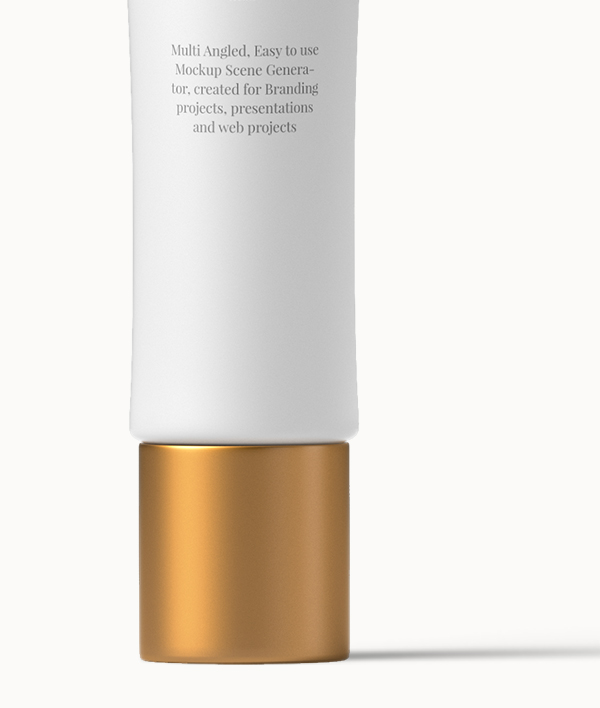 Multi Angled, Easy to use
Mockup Scene Genera-
tor, created for Branding
projects, presentations
and web projects